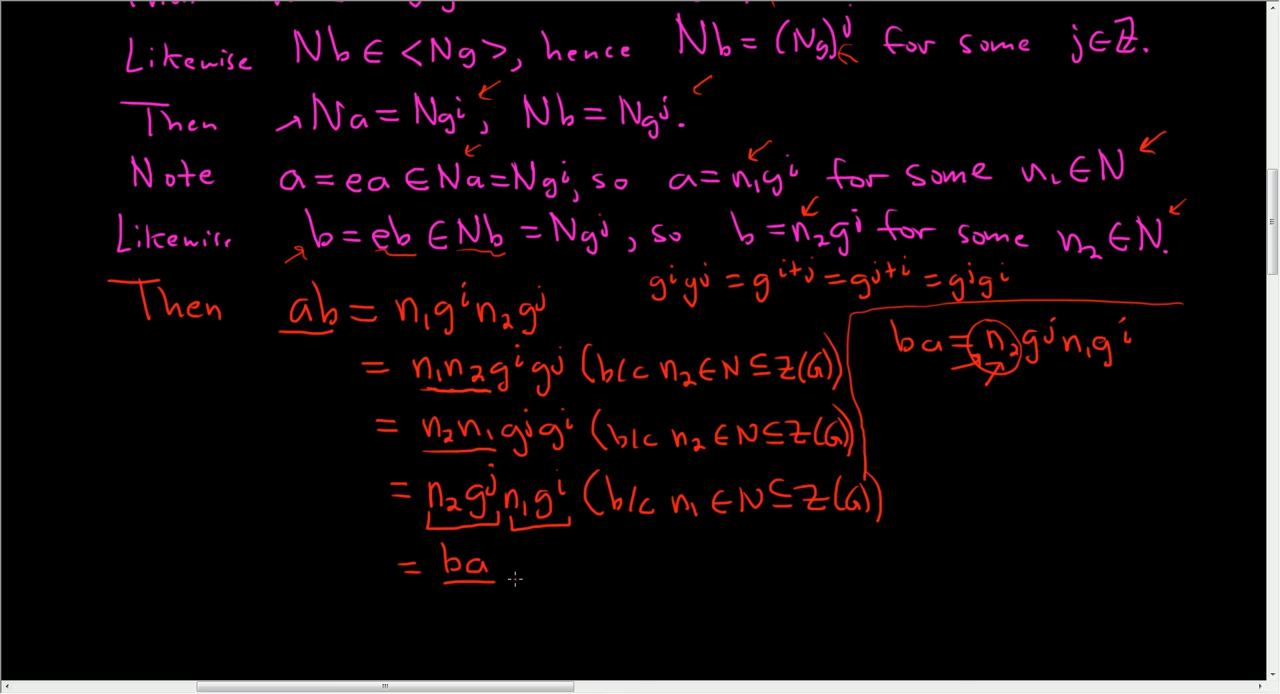 Likewise Nb ∈ <Ng>, hence Nb = (Ng)^j for some j∈ℤ.
Then Na = Ng^i, Nb = Ng^j.
Note a = ea ∈ Na = Ng^i, so a = n₁g^i for some n₁ ∈ N
Likewise b = eb ∈ Nb = Ng^j, so b = n₂g^j for some n₂ ∈ N.
g^i g^j = g^{i+j} = g^{j+i} = g^j g^i
Then ab = n₁g^i n₂g^j
ba = n₂g^j n₁g^i
= n₁n₂g^i g^j (b/c n₂ ∈ N ⊆ Z(G))
= n₂n₁g^j g^i (b/c n₂ ∈ N ⊆ Z(G))
= n₂g^j n₁g^i (b/c n₁ ∈ N ⊆ Z(G))
= ba